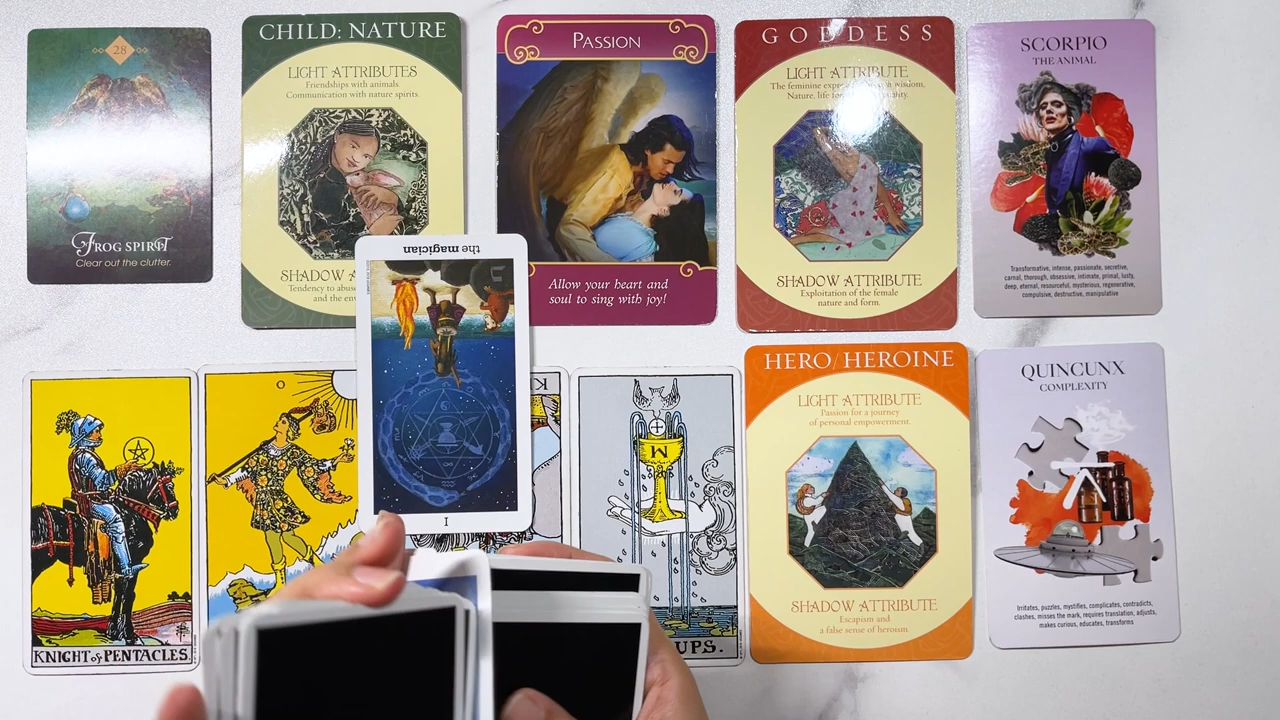 28
FROG SPIRIT
Clear out the clutter.
CHILD: NATURE
LIGHT ATTRIBUTES
Friendships with animals.
Communication with nature spirits.
SHADOW A
Tendency to abus
and the env
PASSION
Allow your heart and
soul to sing with joy!
GODDESS
LIGHT ATTRIBUTE
The feminine wisdom,
Nature, life
SHADOW ATTRIBUTE
Exploitation of the female
nature and form.
SCORPIO
THE ANIMAL
Transformative, intense, passionate, secretive,
carnal, thorough, obsessive, intimate, primal, lusty,
deep, eternal, resourceful, mysterious, regenerative,
compulsive, destructive, manipulative
the magician
I
KNIGHT of PENTACLES.
O
KN
UPS.
HERO/HEROINE
LIGHT ATTRIBUTE
Passion for a journey
of personal empowerment.
SHADOW ATTRIBUTE
Escapism and
a false sense of heroism.
QUINCUNX
COMPLEXITY
Irritates, puzzles, mystifies, complicates, contradicts,
clashes, misses the mark, requires translation, adjusts,
makes curious, educates, transforms